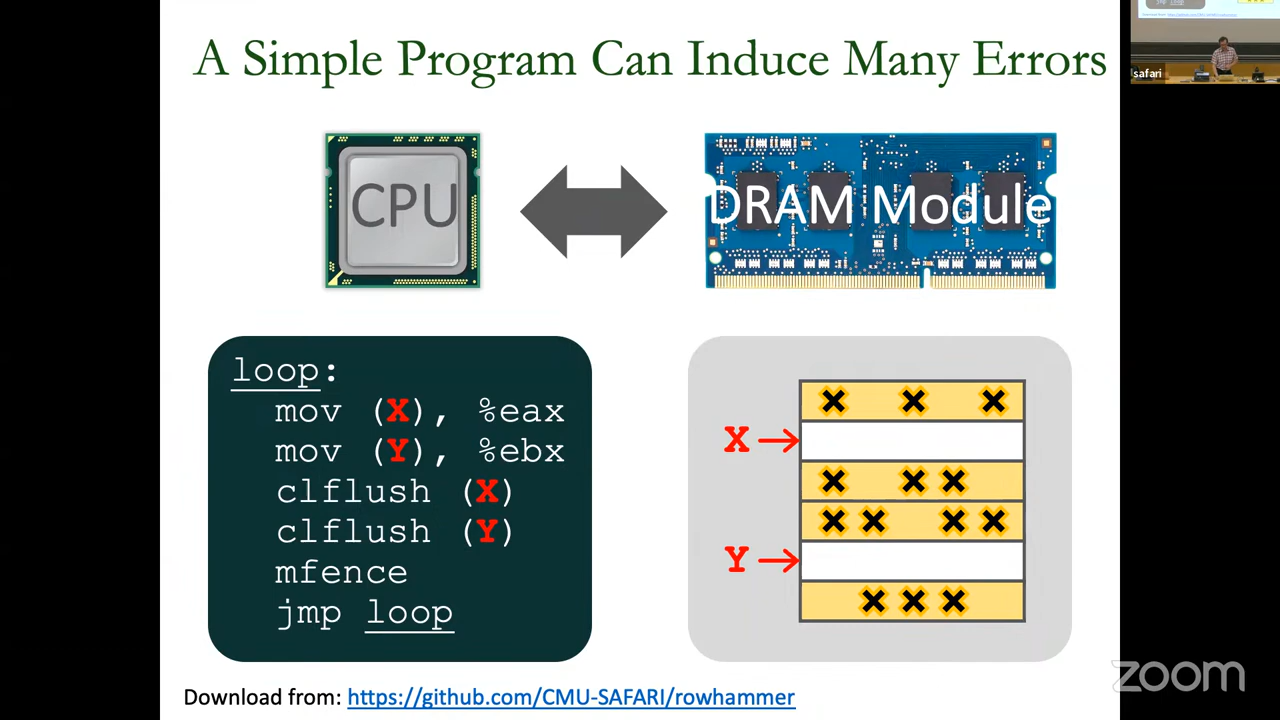 A Simple Program Can Induce Many Errors
safari
CPU
DRAM Module
loop:
mov (X), %eax
mov (Y), %ebx
clflush (X)
clflush (Y)
mfence
jmp loop
X
Y
Download from: https://github.com/CMU-SAFARI/rowhammer
zoom